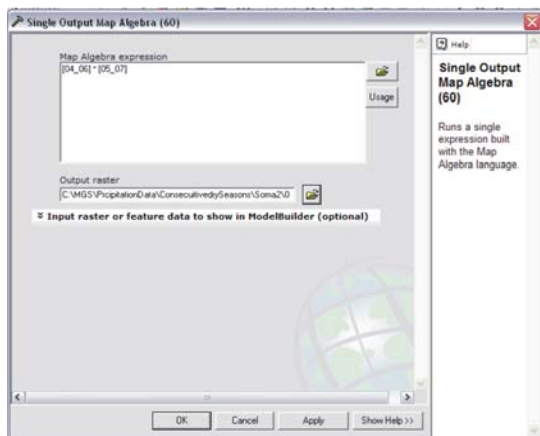 Single Output Map Algebra (60)
Map Algebra expression
[04_06] * [05_07]
Usage
Output raster
C:\MGS\PrcipitationData\ConsecuitivedrySeasons\Soma2\0
Input raster or feature data to show in ModelBuilder (optional)
OK
Cancel
Apply
Show Help >>
Help
Single Output
Map Algebra
(60)
Runs a single
expression built
with the Map
Algebra language.